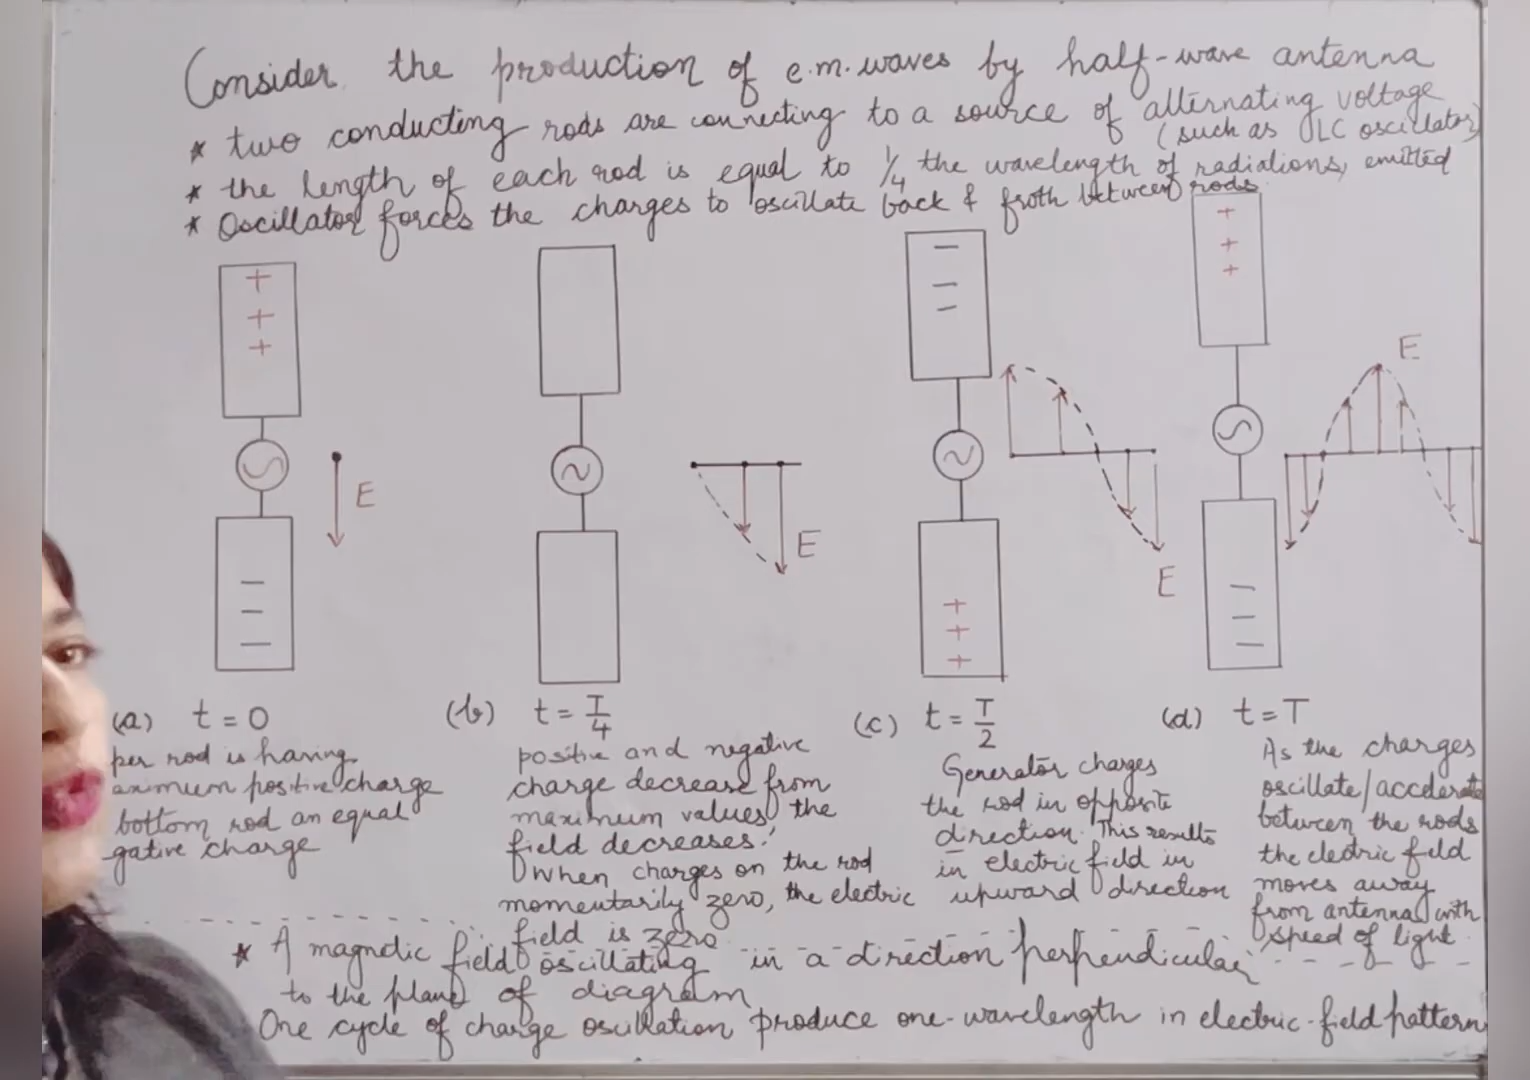 Consider the production of e.m. waves by half-wave antenna
* two conducting rods are connecting to a source of alternating voltage
(such as LC oscillator)
* the length of each rod is equal to 1/4 the wavelength of radiations, emitted
* Oscillator forces the charges to oscillate back & froth between rods.
+ + +
- - -
E
E
- - -
+ + +
E
+ + +
- - -
E
(a) t = 0
per rod is having
aximum positive charge
bottom rod an equal
gative charge
(b) t = T/4
positive and negative
charge decrease from
maximum values the
field decreases.
When charges on the rod
momentarily zero, the electric
field is zero
(c) t = T/2
Generator charges
the rod in opposite
direction. This results
in electric field in
upward direction
(d) t = T
As the charges
oscillate/accelerate
between the rods
the electric field
moves away
from antenna with
speed of light.
* A magnetic field oscillating in a direction perpendicular
to the plane of diagram
One cycle of charge oscillation produce one-wavelength in electric-field pattern